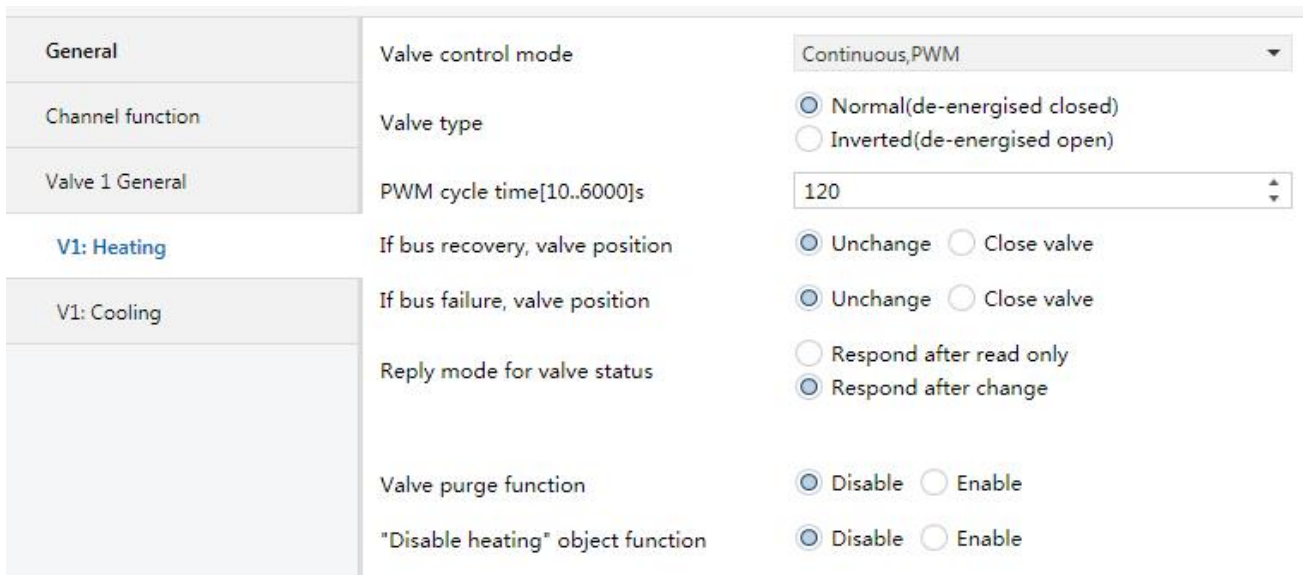 General
Channel function
Valve 1 General
V1: Heating
V1: Cooling
Valve control mode
Continuous,PWM
Valve type
Normal(de-energised closed)
Inverted(de-energised open)
PWM cycle time[10..6000]s
120
If bus recovery, valve position
Unchange Close valve
If bus failure, valve position
Unchange Close valve
Reply mode for valve status
Respond after read only
Respond after change
Valve purge function
Disable Enable
"Disable heating" object function
Disable Enable